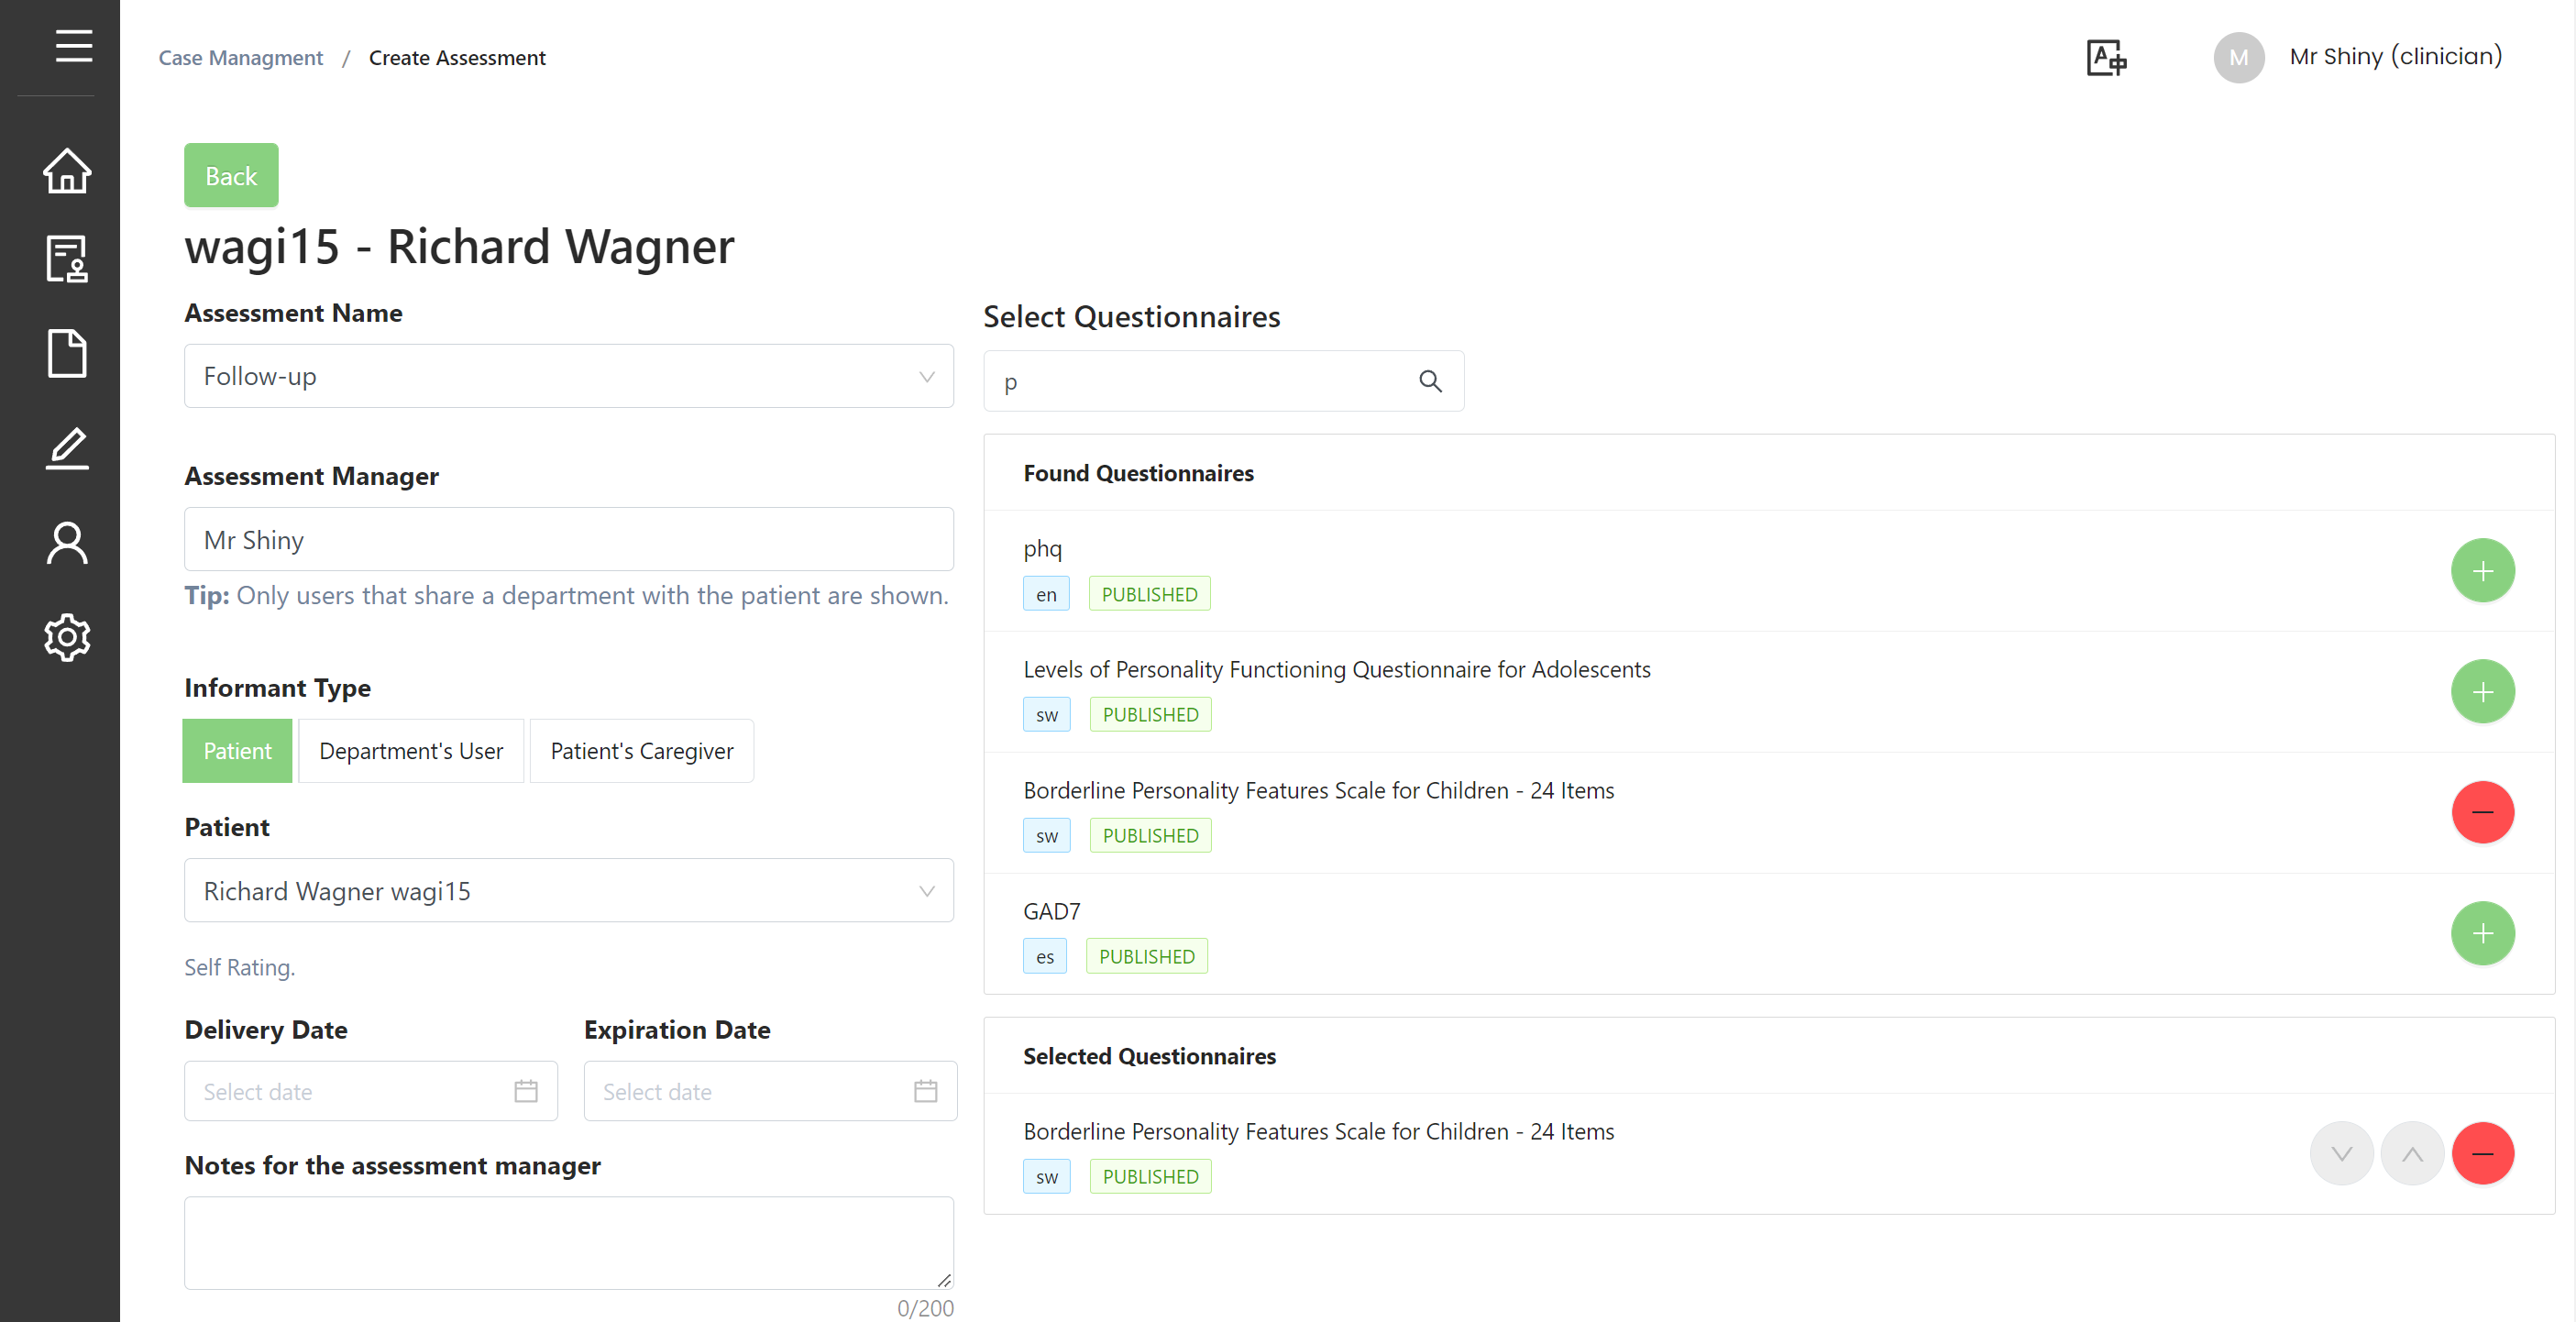 Case Managment / Create Assessment
M Mr Shiny (clinician)
Back
wagi15 - Richard Wagner
Assessment Name
Follow-up
Assessment Manager
Mr Shiny
Tip: Only users that share a department with the patient are shown.
Informant Type
Patient Department's User Patient's Caregiver
Patient
Richard Wagner wagi15
Self Rating.
Delivery Date Expiration Date
Select date Select date
Notes for the assessment manager
0/200
Select Questionnaires
p
Found Questionnaires
phq
en PUBLISHED
Levels of Personality Functioning Questionnaire for Adolescents
sw PUBLISHED
Borderline Personality Features Scale for Children - 24 Items
sw PUBLISHED
GAD7
es PUBLISHED
Selected Questionnaires
Borderline Personality Features Scale for Children - 24 Items
sw PUBLISHED